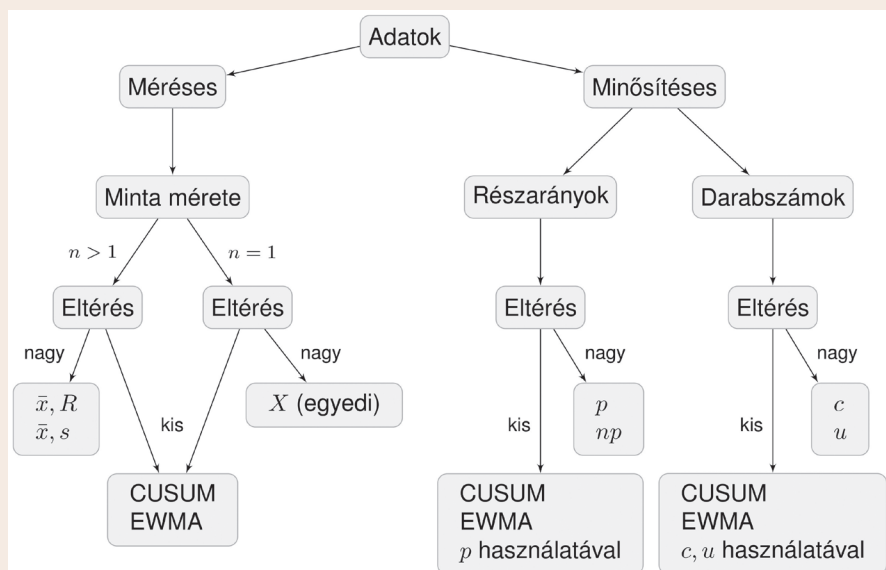 Adatok
Méréses
Minősítéses
Minta mérete
Részarányok
Darabszámok
n > 1
n = 1
Eltérés
Eltérés
Eltérés
Eltérés
nagy
nagy
nagy
nagy
x̄, R
x̄, s
kis
X (egyedi)
kis
p
np
kis
c
u
CUSUM
EWMA
CUSUM
EWMA
p használatával
CUSUM
EWMA
c, u használatával